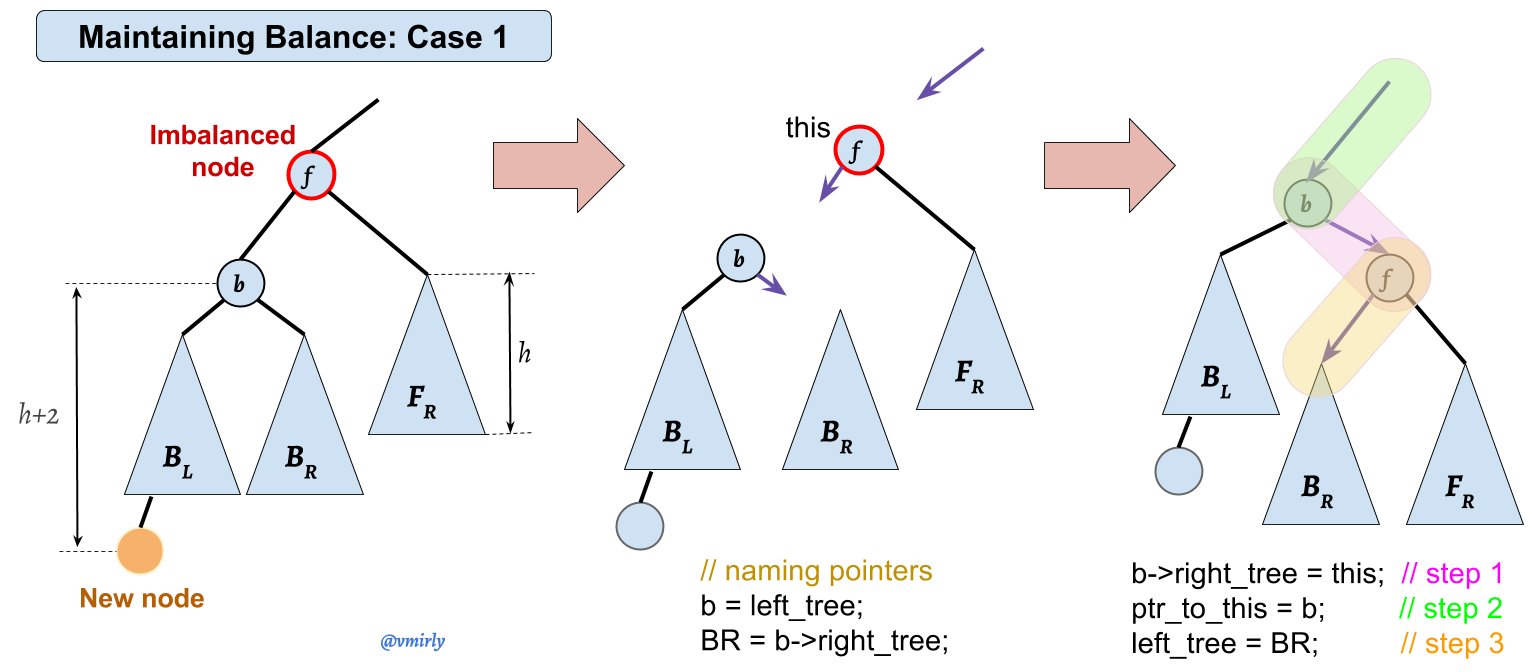 Maintaining Balance: Case 1
Imbalanced
node
f
b
h+2
h
B_L
B_R
F_R
New node
@vmirly
this
f
b
B_L
B_R
F_R
// naming pointers
b = left_tree;
BR = b->right_tree;
b
f
B_L
B_R
F_R
b->right_tree = this; // step 1
ptr_to_this = b; // step 2
left_tree = BR; // step 3